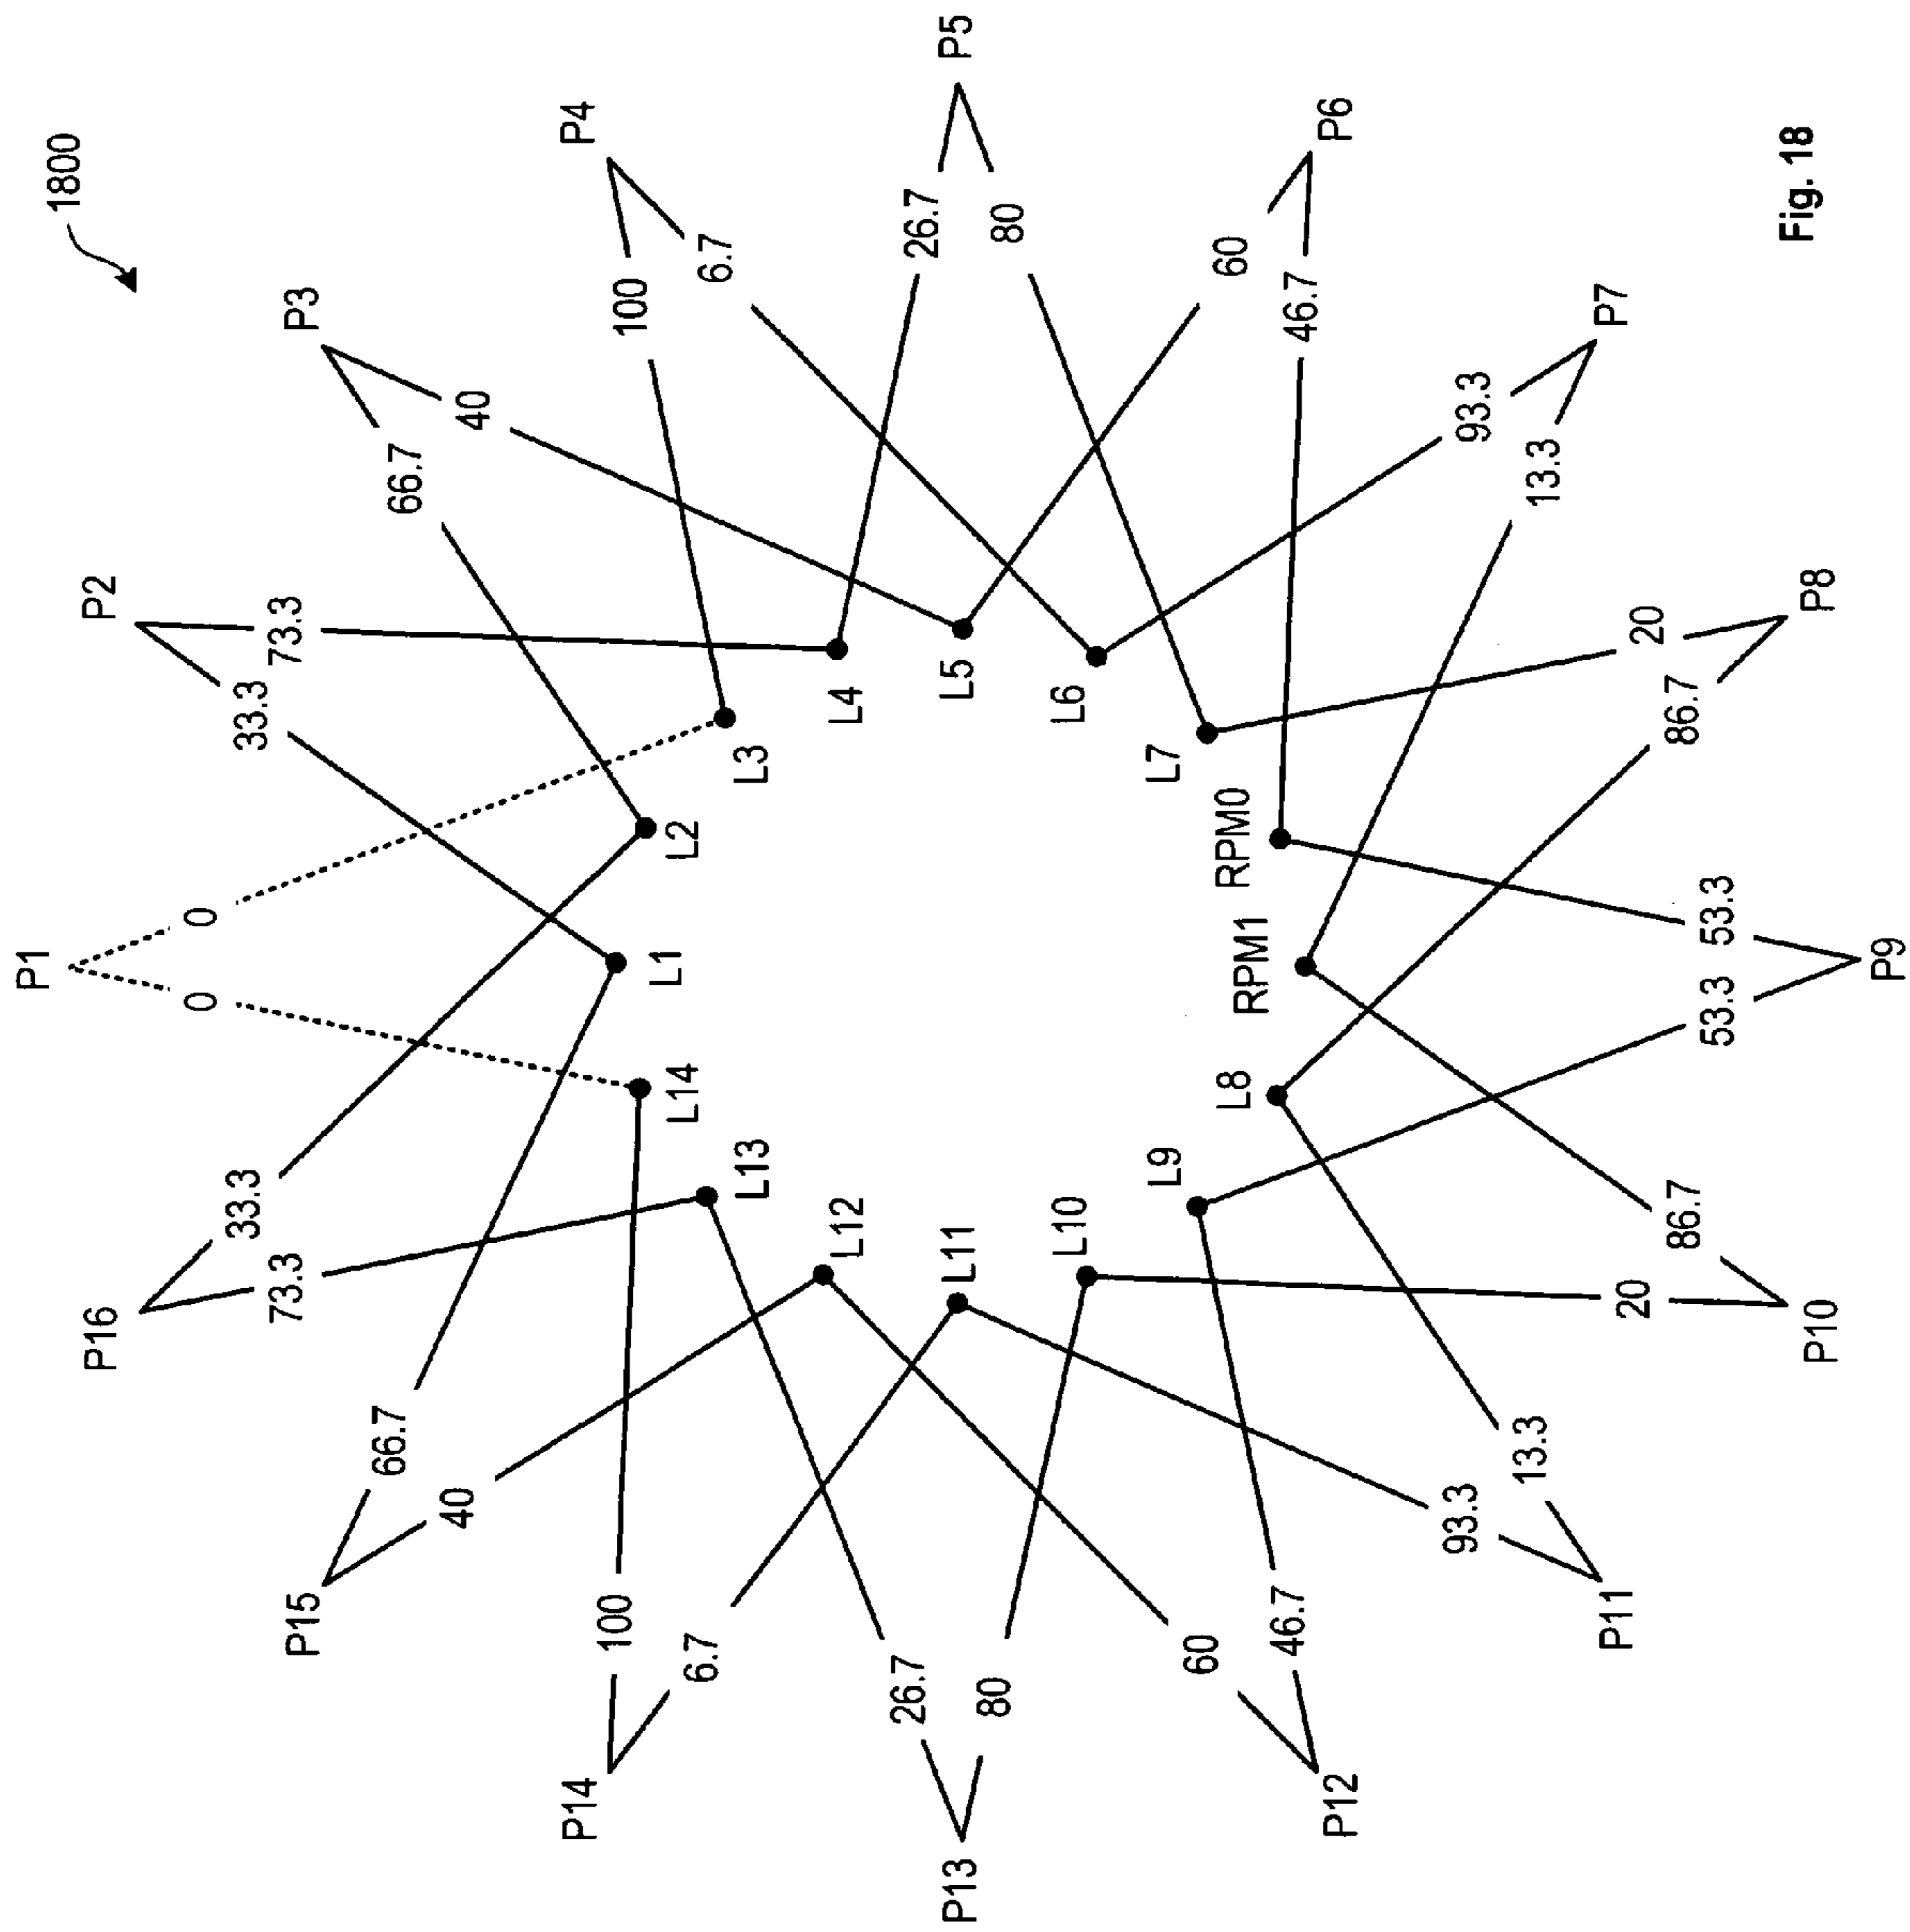 1800
P1
0
0
P2
73.3
33.3
P3
40
66.7
P4
100
6.7
P5
26.7
80
P6
60
46.7
P7
93.3
13.3
P8
20
86.7
P9
53.3
53.3
P10
86.7
20
P11
13.3
93.3
P12
46.7
60
P13
80
26.7
P14
6.7
100
P15
40
66.7
P16
73.3
33.3
L1
L2
L3
L4
L5
L6
L7
RPM0
RPM1
L8
L9
L10
L11
L12
L13
L14
Fig. 18